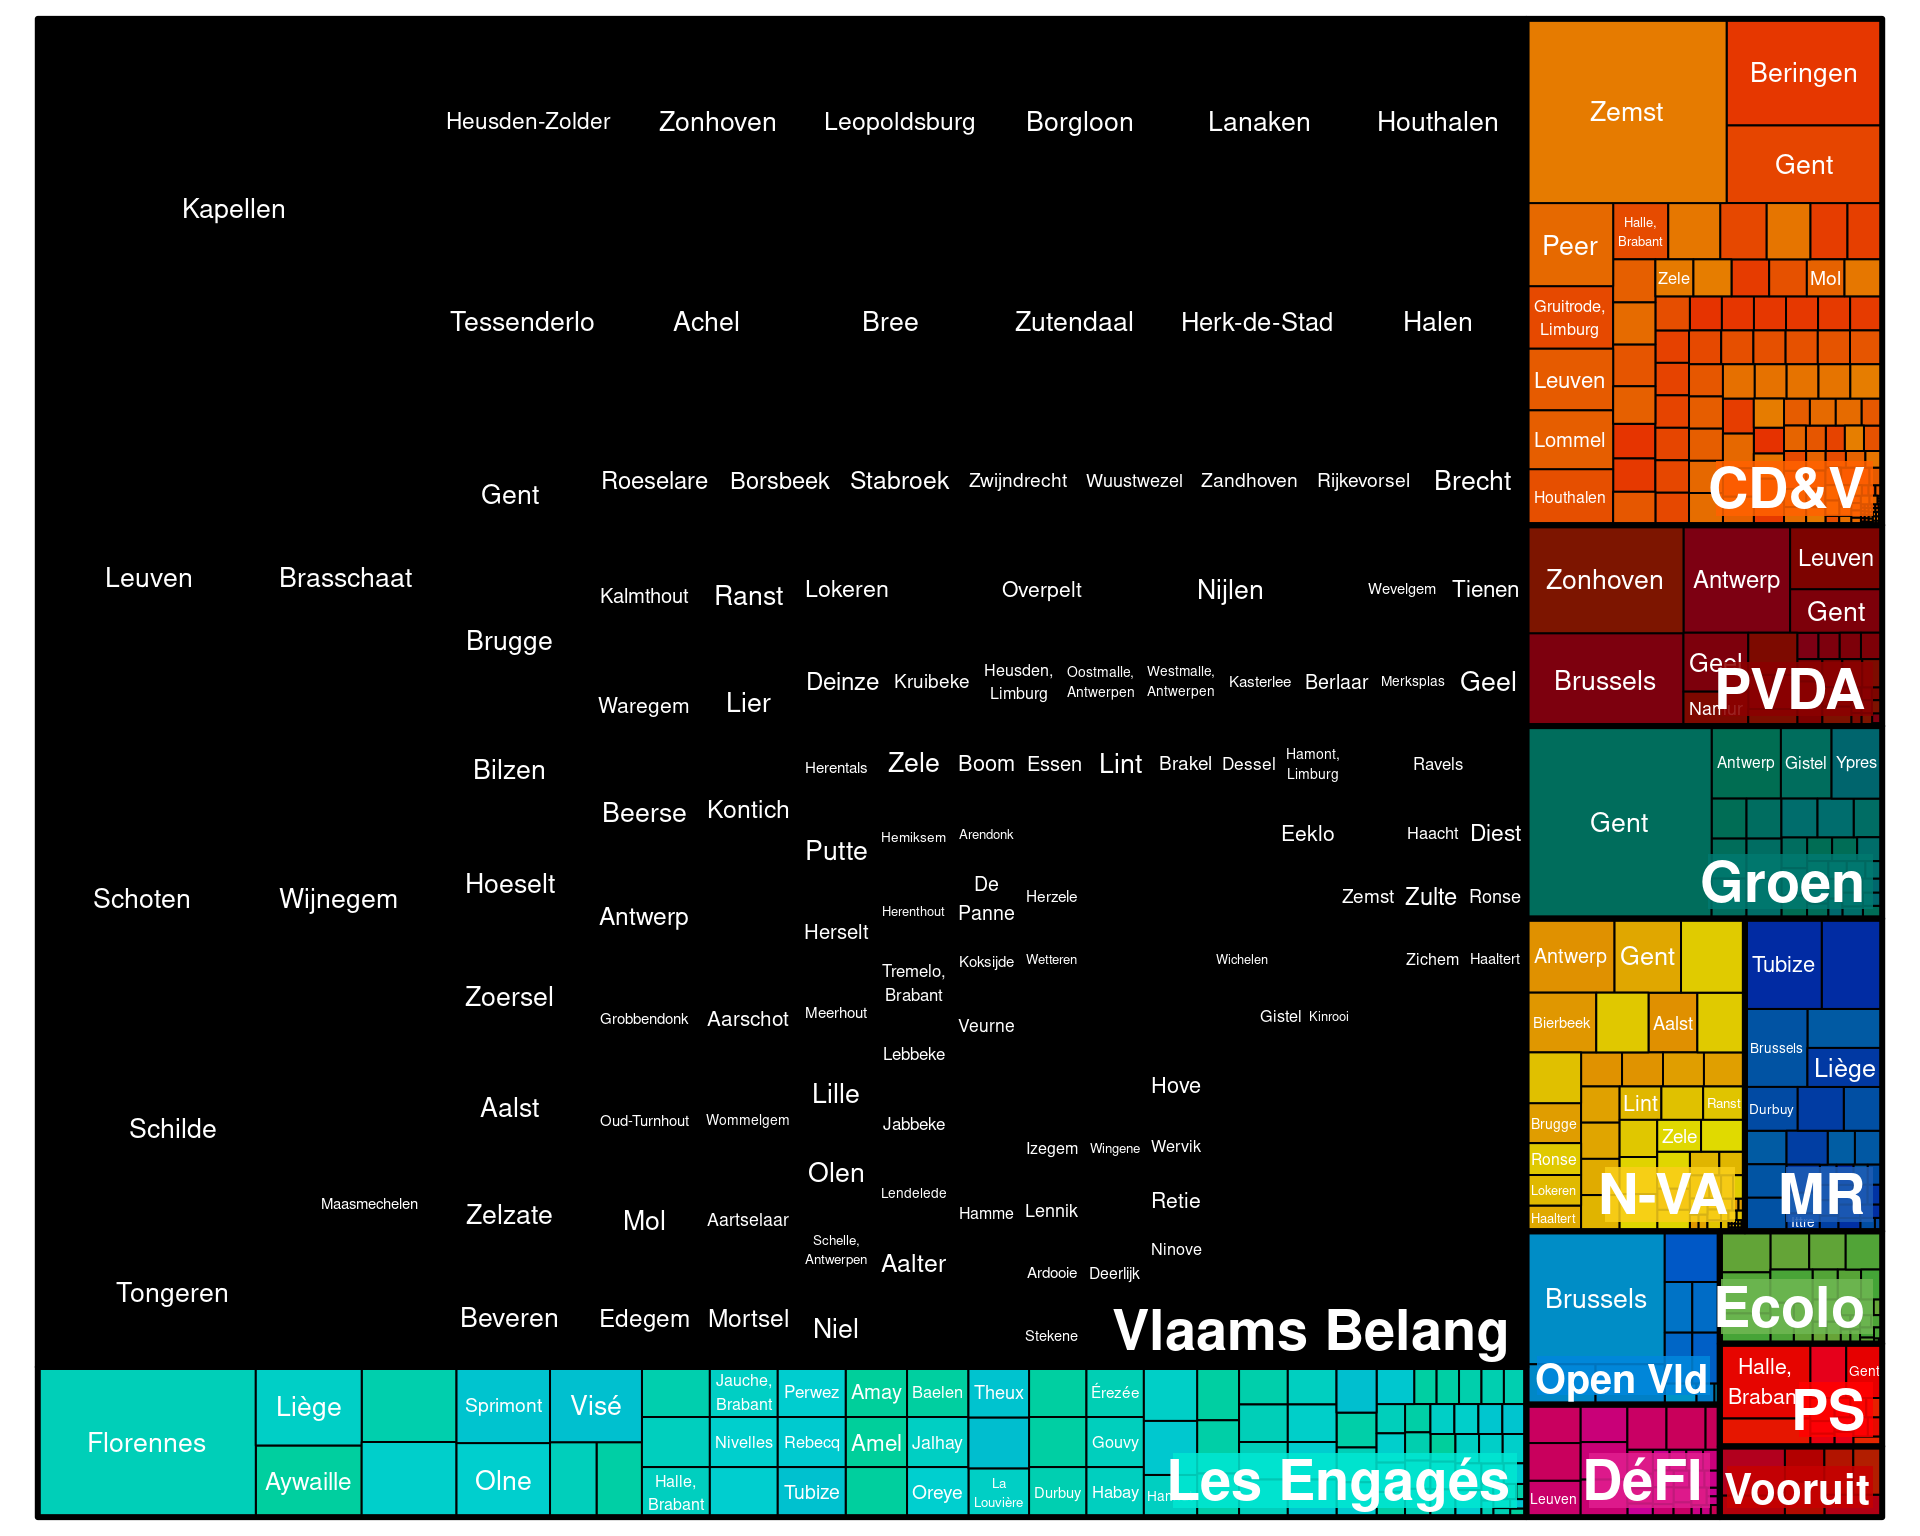 Heusden-Zolder
Zonhoven
Leopoldsburg
Borgloon
Lanaken
Houthalen
Kapellen
Tessenderlo
Achel
Bree
Zutendaal
Herk-de-Stad
Halen
Gent
Roeselare
Borsbeek
Stabroek
Zwijndrecht
Wuustwezel
Zandhoven
Rijkevorsel
Brecht
Leuven
Brasschaat
Kalmthout
Ranst
Lokeren
Overpelt
Nijlen
Wevelgem
Tienen
Brugge
Waregem
Lier
Deinze
Kruibeke
Heusden,
Limburg
Oostmalle,
Antwerpen
Westmalle,
Antwerpen
Kasterlee
Berlaar
Merksplas
Geel
Bilzen
Herentals
Zele
Boom
Essen
Lint
Brakel
Dessel
Hamont,
Limburg
Ravels
Beerse
Kontich
Putte
Hemiksem
Arendonk
Eeklo
Haacht
Diest
Schoten
Wijnegem
Hoeselt
Antwerp
Herselt
Herenthout
De
Panne
Herzele
Zemst
Zulte
Ronse
Zoersel
Grobbendonk
Aarschot
Meerhout
Tremelo,
Brabant
Koksijde
Wetteren
Wichelen
Zichem
Haaltert
Veurne
Gistel
Kinrooi
Lebbeke
Schilde
Aalst
Oud-Turnhout
Wommelgem
Lille
Jabbeke
Hove
Izegem
Wingene
Wervik
Maasmechelen
Zelzate
Mol
Aartselaar
Olen
Lendelede
Hamme
Lennik
Retie
Schelle,
Antwerpen
Aalter
Ardooie
Deerlijk
Ninove
Tongeren
Beveren
Edegem
Mortsel
Niel
Stekene
Vlaams Belang
Florennes
Liège
Aywaille
Sprimont
Olne
Visé
Halle,
Brabant
Jauche,
Brabant
Nivelles
Perwez
Rebecq
Tubize
Amay
Amel
Baelen
Jalhay
Oreye
Theux
La
Louvière
Durbuy
Érezée
Gouvy
Habay
Les Engagés
Zemst
Beringen
Gent
Peer
Halle,
Brabant
Zele
Mol
Gruitrode,
Limburg
Leuven
Lommel
Houthalen
CD&V
Zonhoven
Antwerp
Leuven
Gent
Brussels
Geel
Namur
PVDA
Gent
Antwerp
Gistel
Ypres
Groen
Antwerp
Gent
Bierbeek
Aalst
Lint
Ranst
Brugge
Zele
Ronse
Lokeren
Haaltert
N-VA
Tubize
Brussels
Liège
Durbuy
MR
Brussels
Open Vld
Ecolo
Halle,
Brabant
Gent
PS
Leuven
DéFI
Vooruit